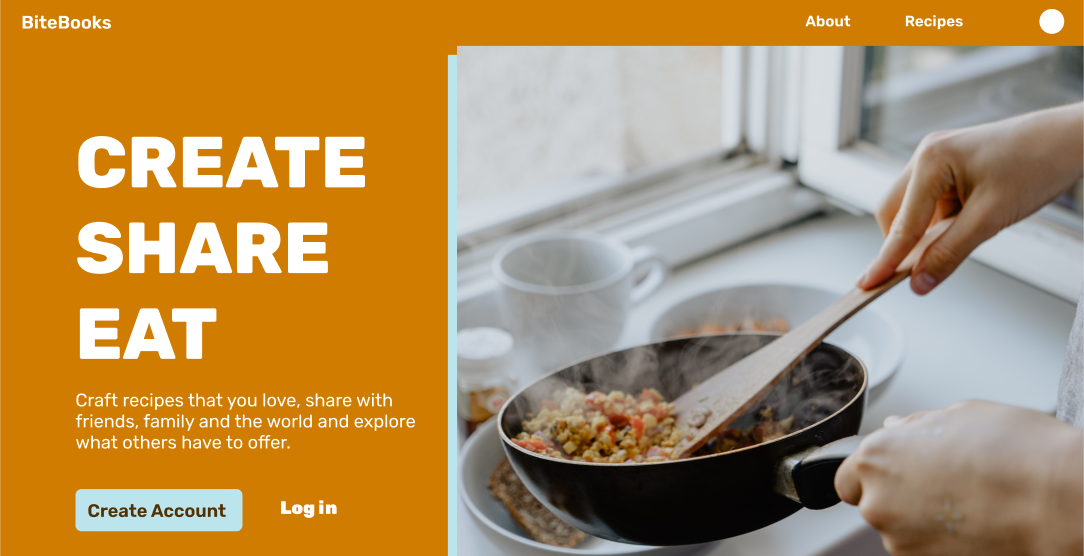 BiteBooks
About
Recipes
CREATE
SHARE
EAT
Craft recipes that you love, share with
friends, family and the world and explore
what others have to offer.
Create Account
Log in